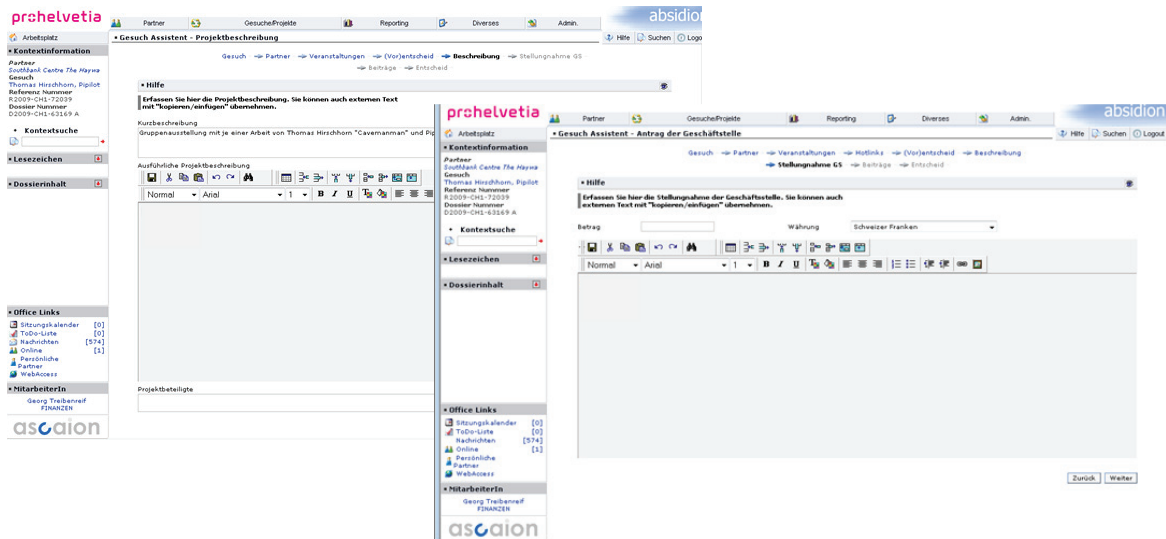 prohelvetia
Partner Gesuche/Projekte Reporting Diverses Admin.
absidion
Arbeitsplatz
• Gesuch Assistent - Projektbeschreibung
Hilfe Suchen Logo
• Kontextinformation
Partner
Southbank Centre The Haywa
Gesuch
Thomas Hirschhorn, Pipilot
Referenz Nummer
R2009-CH1-72039
Dossier Nummer
D2009-CH1-63169 A
• Kontextsuche
• Lesezeichen
• Dossierinhalt
• Office Links
Sitzungskalender [0]
ToDo-Liste [0]
Nachrichten [574]
Online [1]
Persönliche
Partner
WebAccess
• MitarbeiterIn
Georg Treibenreif
FINANZEN
ascaion
Gesuch Partner Veranstaltungen (Vor)entscheid Beschreibung Stellungnahme GS
Beiträge Entscheid
• Hilfe
Erfassen Sie hier die Projektbeschreibung. Sie können auch externen Text
mit "kopieren/einfügen" übernehmen.
Kurzbeschreibung
Gruppenausstellung mit je einer Arbeit von Thomas Hirschhorn "Cavemanman" und Pip
Ausführliche Projektbeschreibung
Normal Arial 1 B I U
Projektbeteiligte
prohelvetia
Partner Gesuche/Projekte Reporting Diverses Admin.
absidion
Arbeitsplatz
• Gesuch Assistent - Antrag der Geschäftstelle
Hilfe Suchen Logout
• Kontextinformation
Partner
Southbank Centre The Haywa
Gesuch
Thomas Hirschhorn, Pipilot
Referenz Nummer
R2009-CH1-72039
Dossier Nummer
D2009-CH1-63169 A
• Kontextsuche
• Lesezeichen
• Dossierinhalt
• Office Links
Sitzungskalender [0]
ToDo-Liste [0]
Nachrichten [574]
Online [1]
Persönliche
Partner
WebAccess
• MitarbeiterIn
Georg Treibenreif
FINANZEN
ascaion
Gesuch Partner Veranstaltungen Hotlinks (Vor)entscheid Beschreibung
Stellungnahme GS Beiträge Entscheid
• Hilfe
Erfassen Sie hier die Stellungnahme der Geschäftsstelle. Sie können auch
externen Text mit "kopieren/einfügen" übernehmen.
Betrag Währung Schweizer Franken
Normal Arial 1 B I U
Zurück Weiter